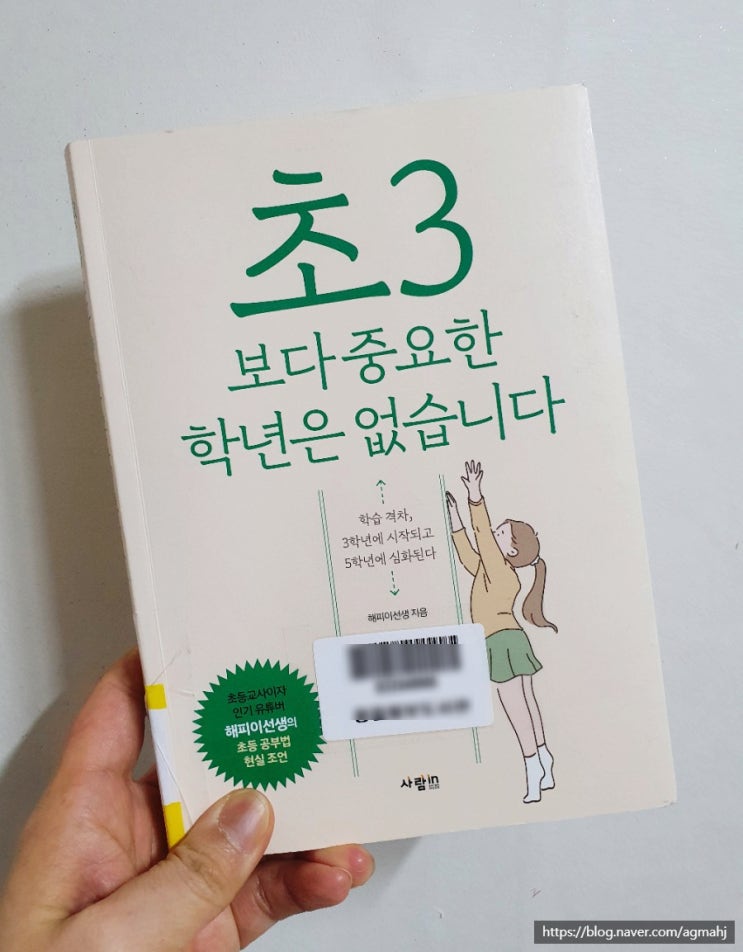 초3
보다 중요한
학년은 없습니다
학습 격차,
3학년에 시작되고
5학년에 심화된다
해피이선생 지음
초등교사이자
인기 유튜버
해피이선생의
초등 공부법
현실 조언
사람in
https://blog.naver.com/agmahj